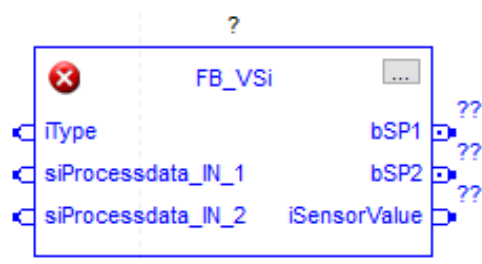 ?
FB_VSi
...
iType bSP1 ??
siProcessdata_IN_1 bSP2 ??
siProcessdata_IN_2 iSensorValue ??